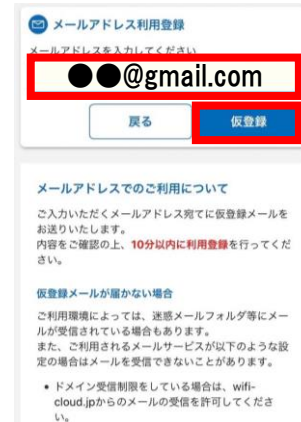 メールアドレス利用登録
メールアドレスを入力してください
●●@gmail.com
戻る
仮登録
メールアドレスでのご利用について
ご入力いただくメールアドレス宛てに仮登録メールを
お送りいたします。
内容をご確認の上、10分以内に利用登録を行ってくだ
さい。
仮登録メールが届かない場合
ご利用環境によっては、迷惑メールフォルダ等にメー
ルが受信されている場合もあります。
また、ご利用されるメールサービスが以下のような設
定の場合はメールを受信できないことがあります。
• ドメイン受信制限をしている場合は、wifi-
cloud.jpからのメールの受信を許可してくださ
い。